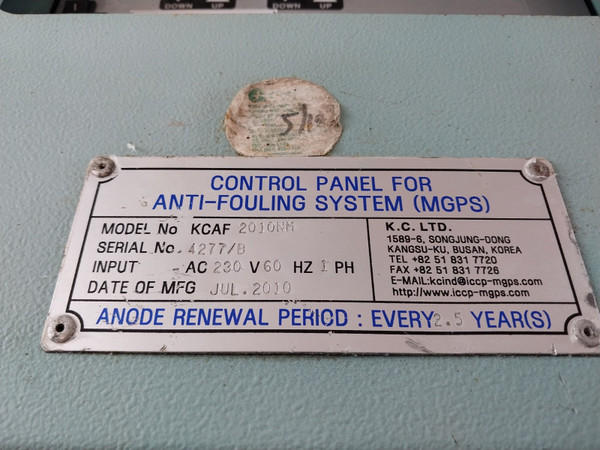 DOWN UP DOWN UP
CONTROL PANEL FOR
ANTI-FOULING SYSTEM (MGPS)
MODEL No KCAF 2010NM
SERIAL No. 4277/B
INPUT AC 230 V 60 HZ 1 PH
DATE OF MFG JUL. 2010
K.C. LTD.
1589-6, SONGJUNG-DONG
KANGSU-KU, BUSAN, KOREA
TEL +82 51 831 7720
FAX +82 51 831 7726
E-MAIL:kcind@iccp-mgps.com
http://www.iccp-mgps.com
ANODE RENEWAL PERIOD : EVERY 2.5 YEAR(S)